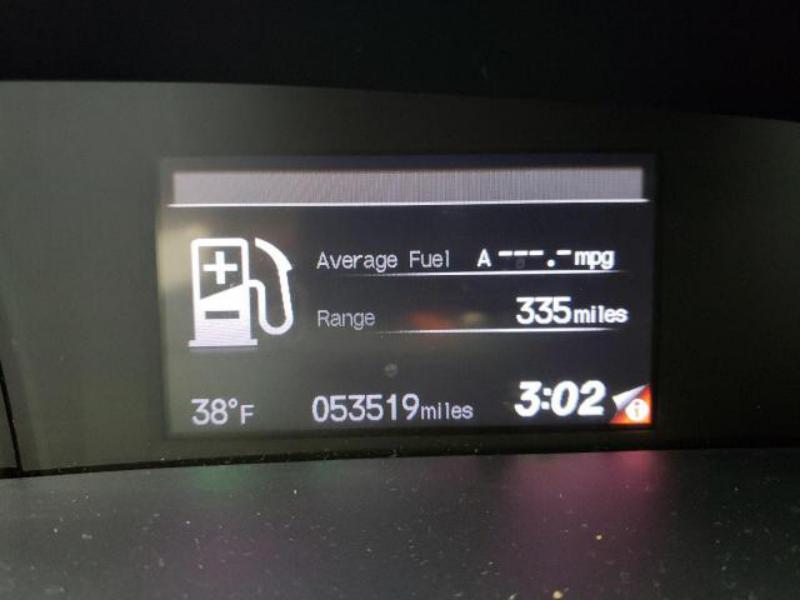 Average Fuel A ---.- mpg
Range 335 miles
38°F 053519 miles 3:02 i